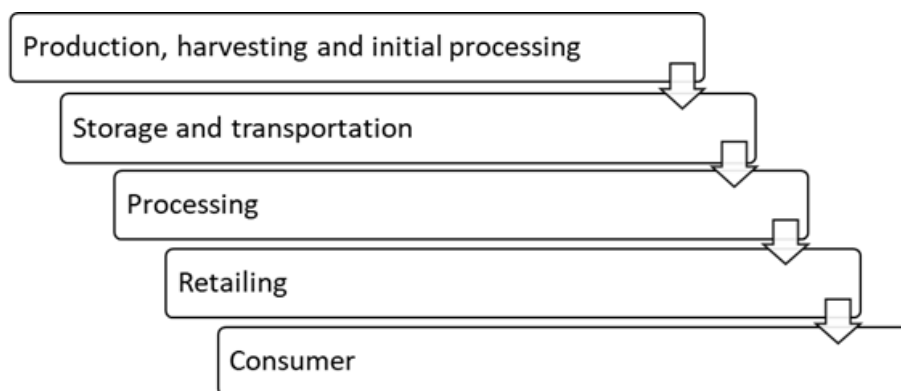 Production, harvesting and initial processing
Storage and transportation
Processing
Retailing
Consumer